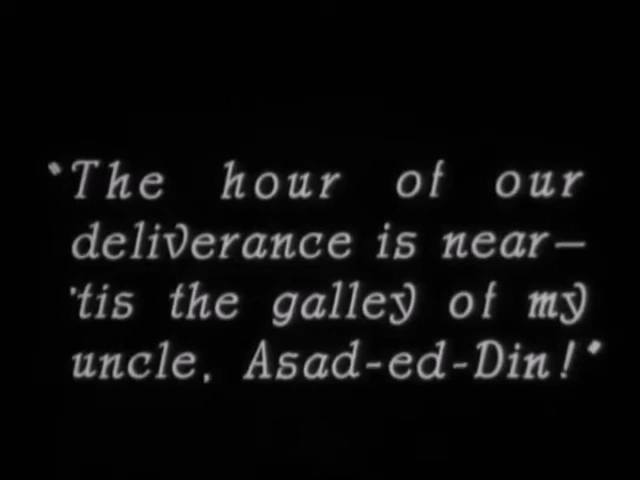 "The hour of our
deliverance is near—
'tis the galley of my
uncle, Asad-ed-Din!"